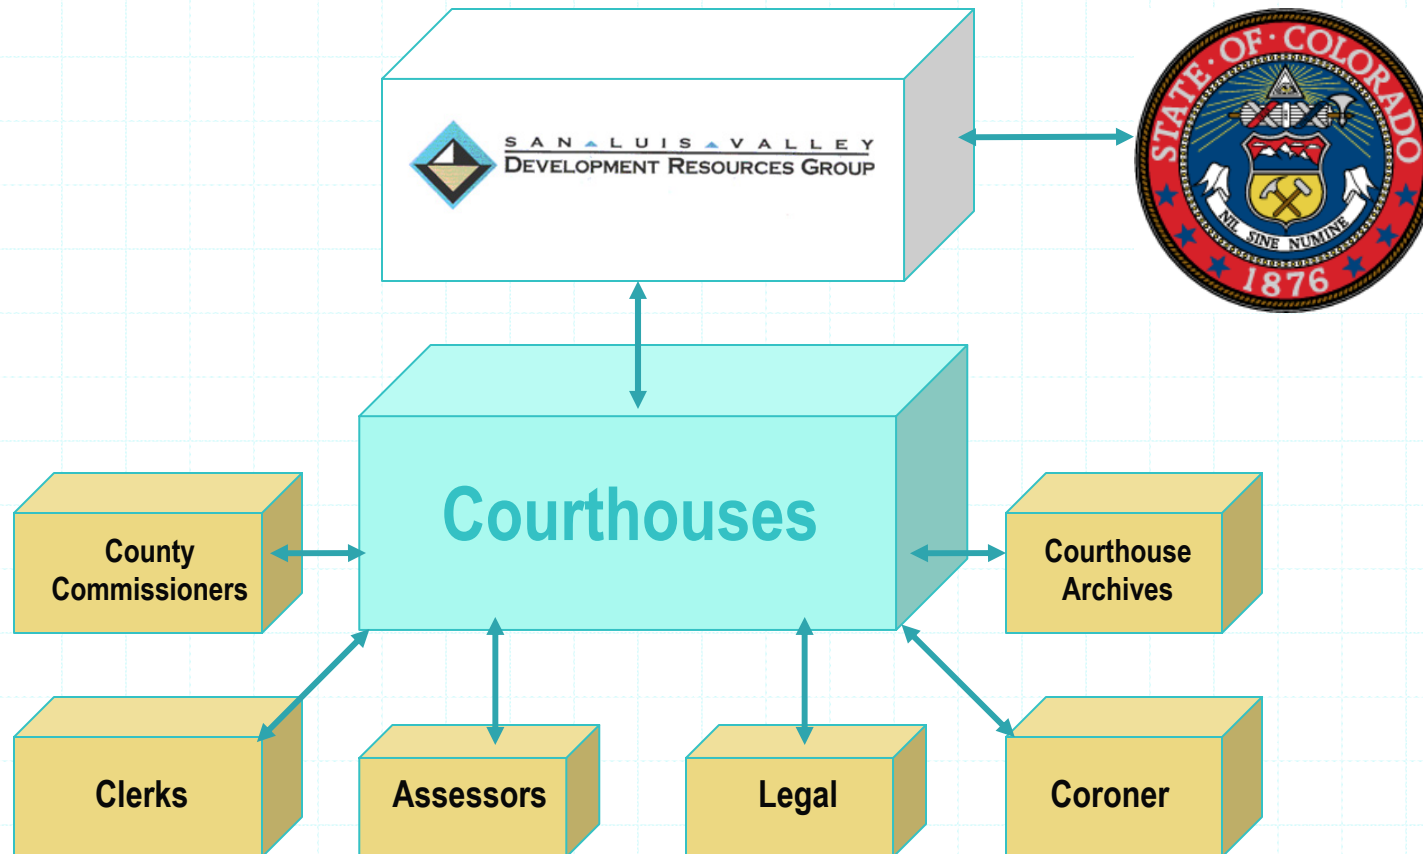 SAN LUIS VALLEY
DEVELOPMENT RESOURCES GROUP
STATE·OF·COLORADO
NIL SINE NUMINE
1876
Courthouses
County
Commissioners
Courthouse
Archives
Clerks
Assessors
Legal
Coroner